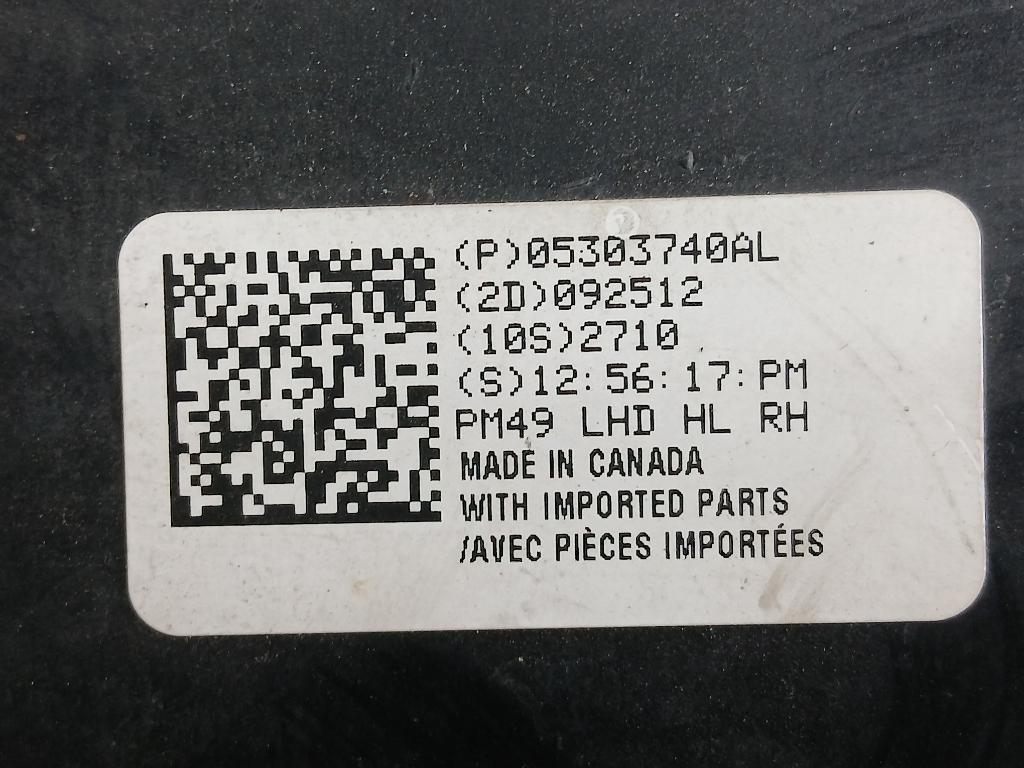 (P)05303740AL
(2D)092512
(10S)2710
(S)12:56:17:PM
PM49 LHD HL RH
MADE IN CANADA
WITH IMPORTED PARTS
/AVEC PIÈCES IMPORTÉES